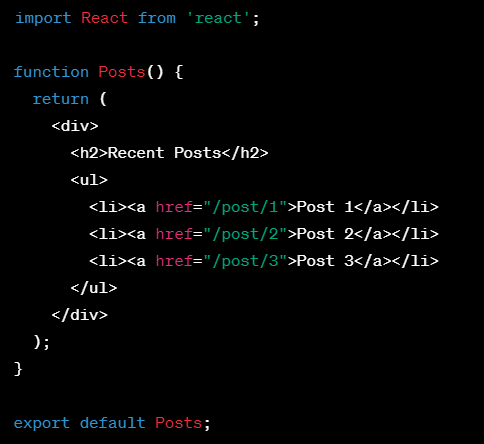 import React from 'react';
function Posts() {
return (
<div>
<h2>Recent Posts</h2>
<ul>
<li><a href="/post/1">Post 1</a></li>
<li><a href="/post/2">Post 2</a></li>
<li><a href="/post/3">Post 3</a></li>
</ul>
</div>
);
}
export default Posts;